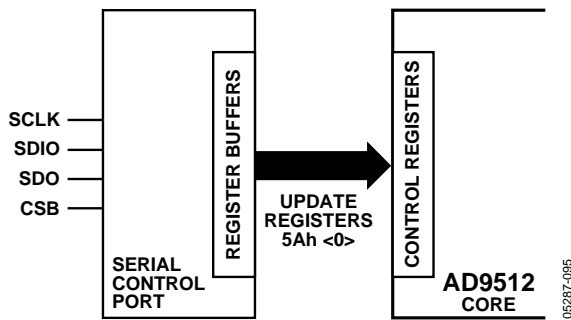 SCLK
SDIO
SDO
CSB
SERIAL
CONTROL
PORT
REGISTER BUFFERS
UPDATE
REGISTERS
5Ah <0>
CONTROL REGISTERS
AD9512
CORE
05287-095